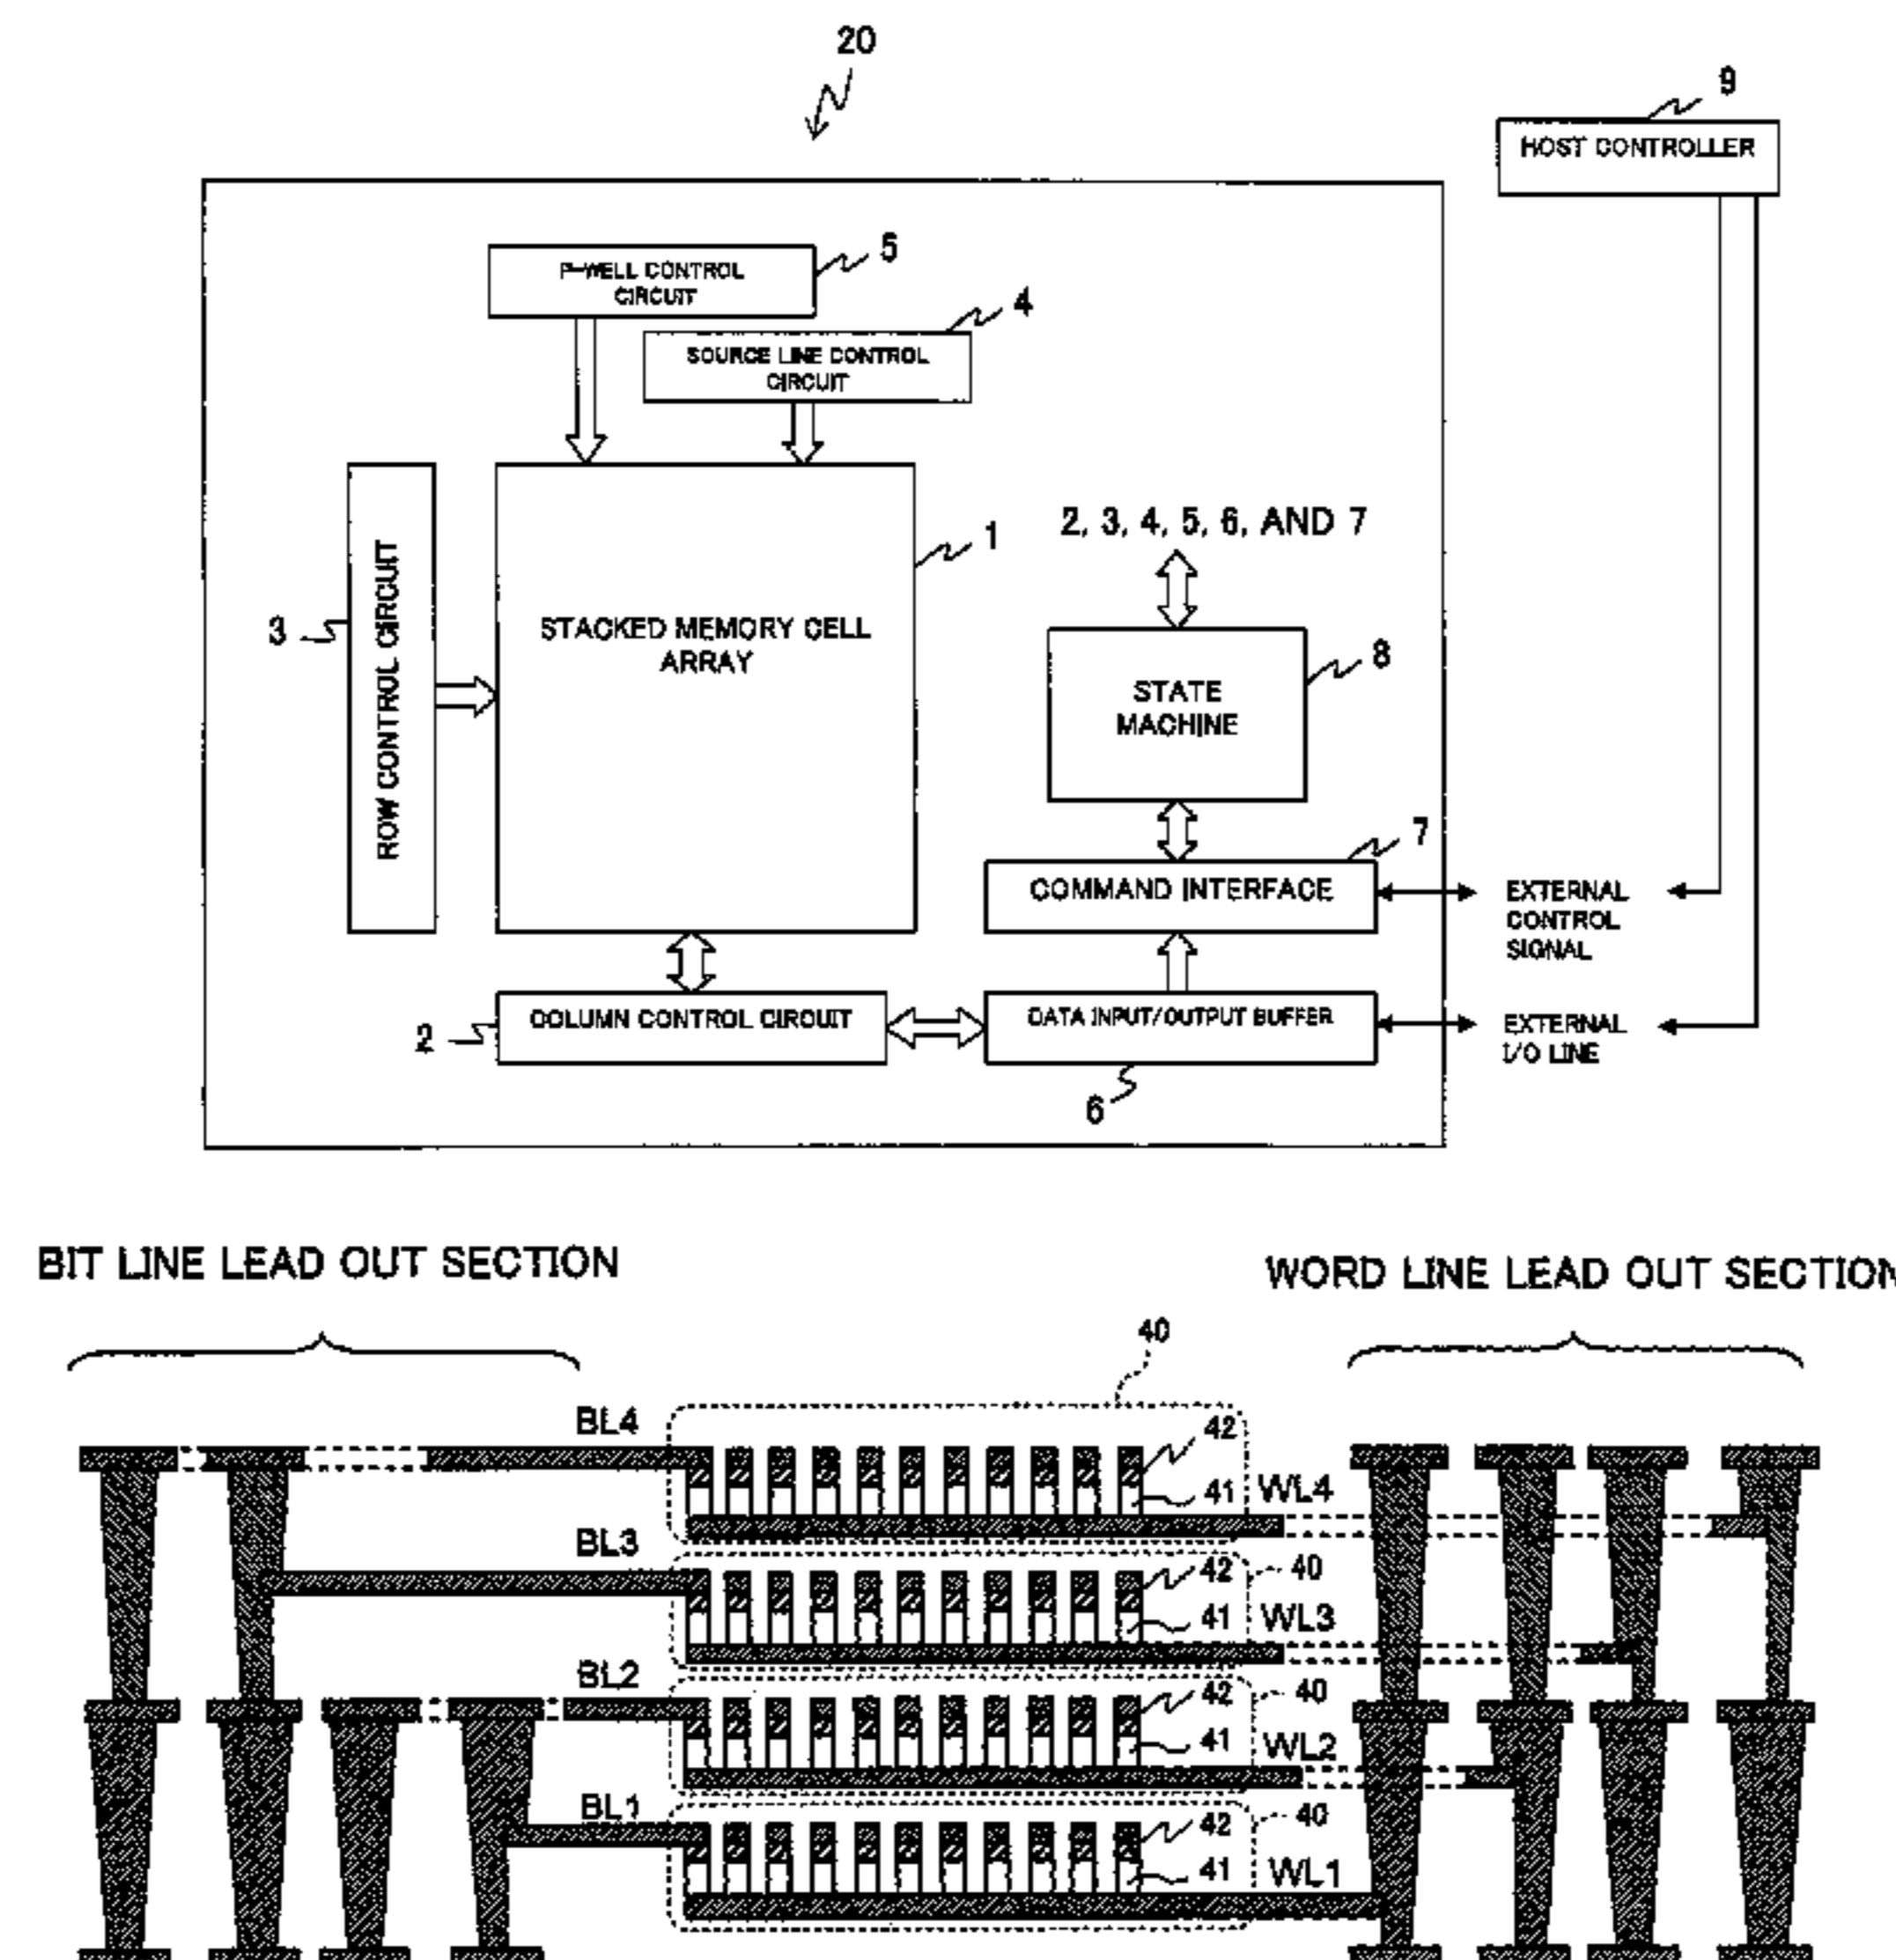 20
9
HOST CONTROLLER
5
P-WELL CONTROL
CIRCUIT
4
SOURCE LINE CONTROL
CIRCUIT
1
2, 3, 4, 5, 6, AND 7
3
ROW CONTROL CIRCUIT
STACKED MEMORY CELL
ARRAY
8
STATE
MACHINE
7
COMMAND INTERFACE
EXTERNAL
CONTROL
SIGNAL
2
COLUMN CONTROL CIRCUIT
DATA INPUT/OUTPUT BUFFER
EXTERNAL
I/O LINE
6
BIT LINE LEAD OUT SECTION
WORD LINE LEAD OUT SECTION
40
BL4
42
41
WL4
BL3
42
40
41
WL3
BL2
42
40
41
WL2
BL1
42
40
41
WL1